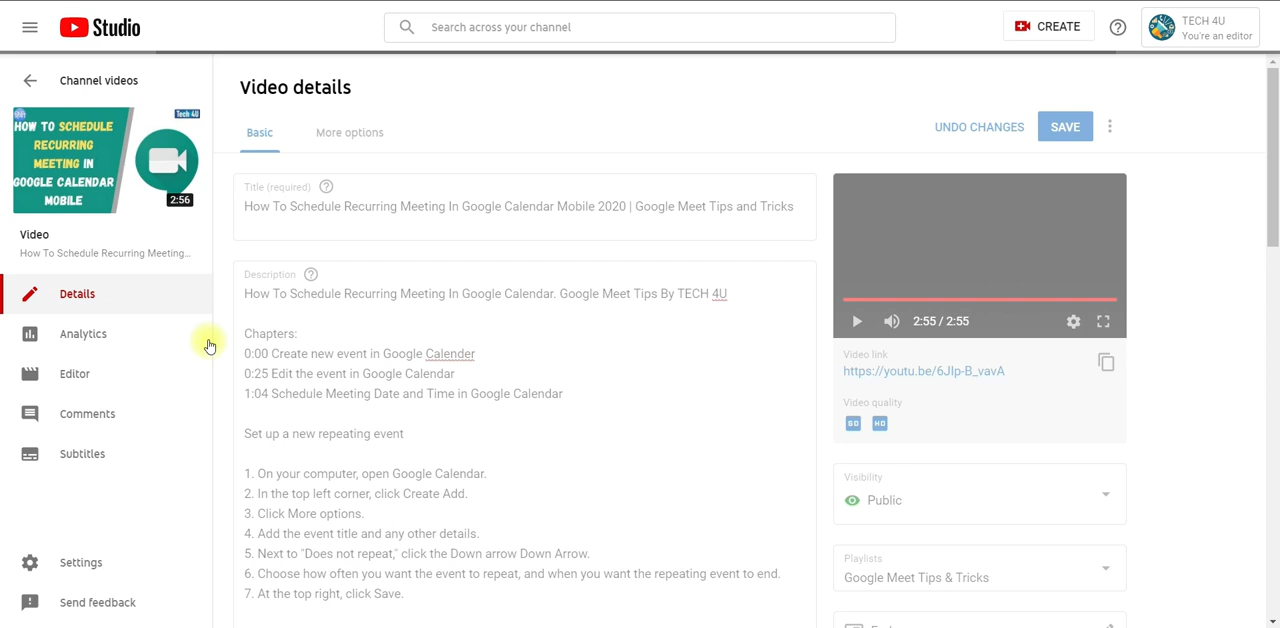 Studio
Search across your channel
CREATE
TECH 4U
You're an editor
Channel videos
Tech 4U
HOW TO SCHEDULE
RECURRING
MEETING IN
GOOGLE CALENDAR
MOBILE
2:56
Video
How To Schedule Recurring Meeting...
Details
Analytics
Editor
Comments
Subtitles
Settings
Send feedback
Video details
Basic
More options
UNDO CHANGES
SAVE
Title (required)
How To Schedule Recurring Meeting In Google Calendar Mobile 2020 | Google Meet Tips and Tricks
Description
How To Schedule Recurring Meeting In Google Calendar. Google Meet Tips By TECH 4U
Chapters:
0:00 Create new event in Google Calender
0:25 Edit the event in Google Calendar
1:04 Schedule Meeting Date and Time in Google Calendar
Set up a new repeating event
1. On your computer, open Google Calendar.
2. In the top left corner, click Create Add.
3. Click More options.
4. Add the event title and any other details.
5. Next to "Does not repeat," click the Down arrow Down Arrow.
6. Choose how often you want the event to repeat, and when you want the repeating event to end.
7. At the top right, click Save.
2:55 / 2:55
Video link
https://youtu.be/6JIp-B_vavA
Video quality
SD HD
Visibility
Public
Playlists
Google Meet Tips & Tricks